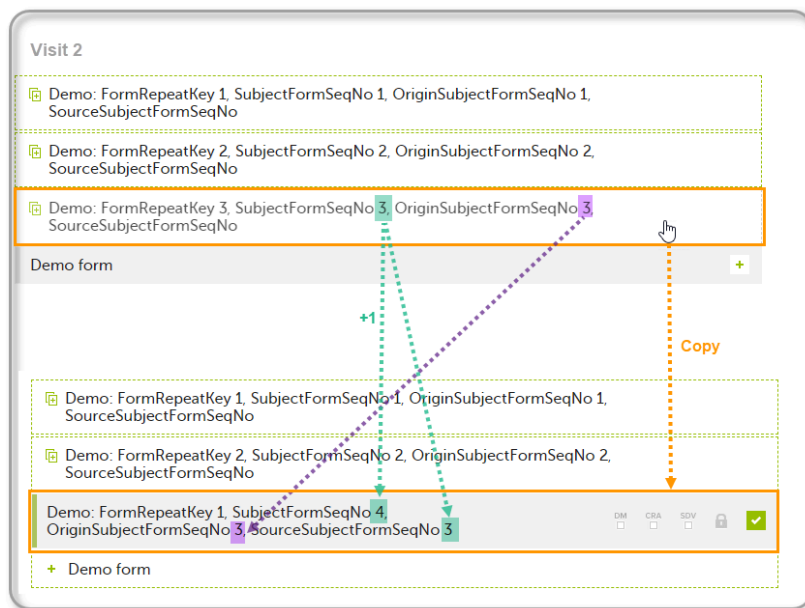 Visit 2
Demo: FormRepeatKey 1, SubjectFormSeqNo 1, OriginSubjectFormSeqNo 1,
SourceSubjectFormSeqNo
Demo: FormRepeatKey 2, SubjectFormSeqNo 2, OriginSubjectFormSeqNo 2,
SourceSubjectFormSeqNo
Demo: FormRepeatKey 3, SubjectFormSeqNo 3, OriginSubjectFormSeqNo 3,
SourceSubjectFormSeqNo
Demo form +
+1
Copy
Demo: FormRepeatKey 1, SubjectFormSeqNo 1, OriginSubjectFormSeqNo 1,
SourceSubjectFormSeqNo
Demo: FormRepeatKey 2, SubjectFormSeqNo 2, OriginSubjectFormSeqNo 2,
SourceSubjectFormSeqNo
Demo: FormRepeatKey 1, SubjectFormSeqNo 4,
OriginSubjectFormSeqNo 3, SourceSubjectFormSeqNo 3
DM CRA SDV
+ Demo form